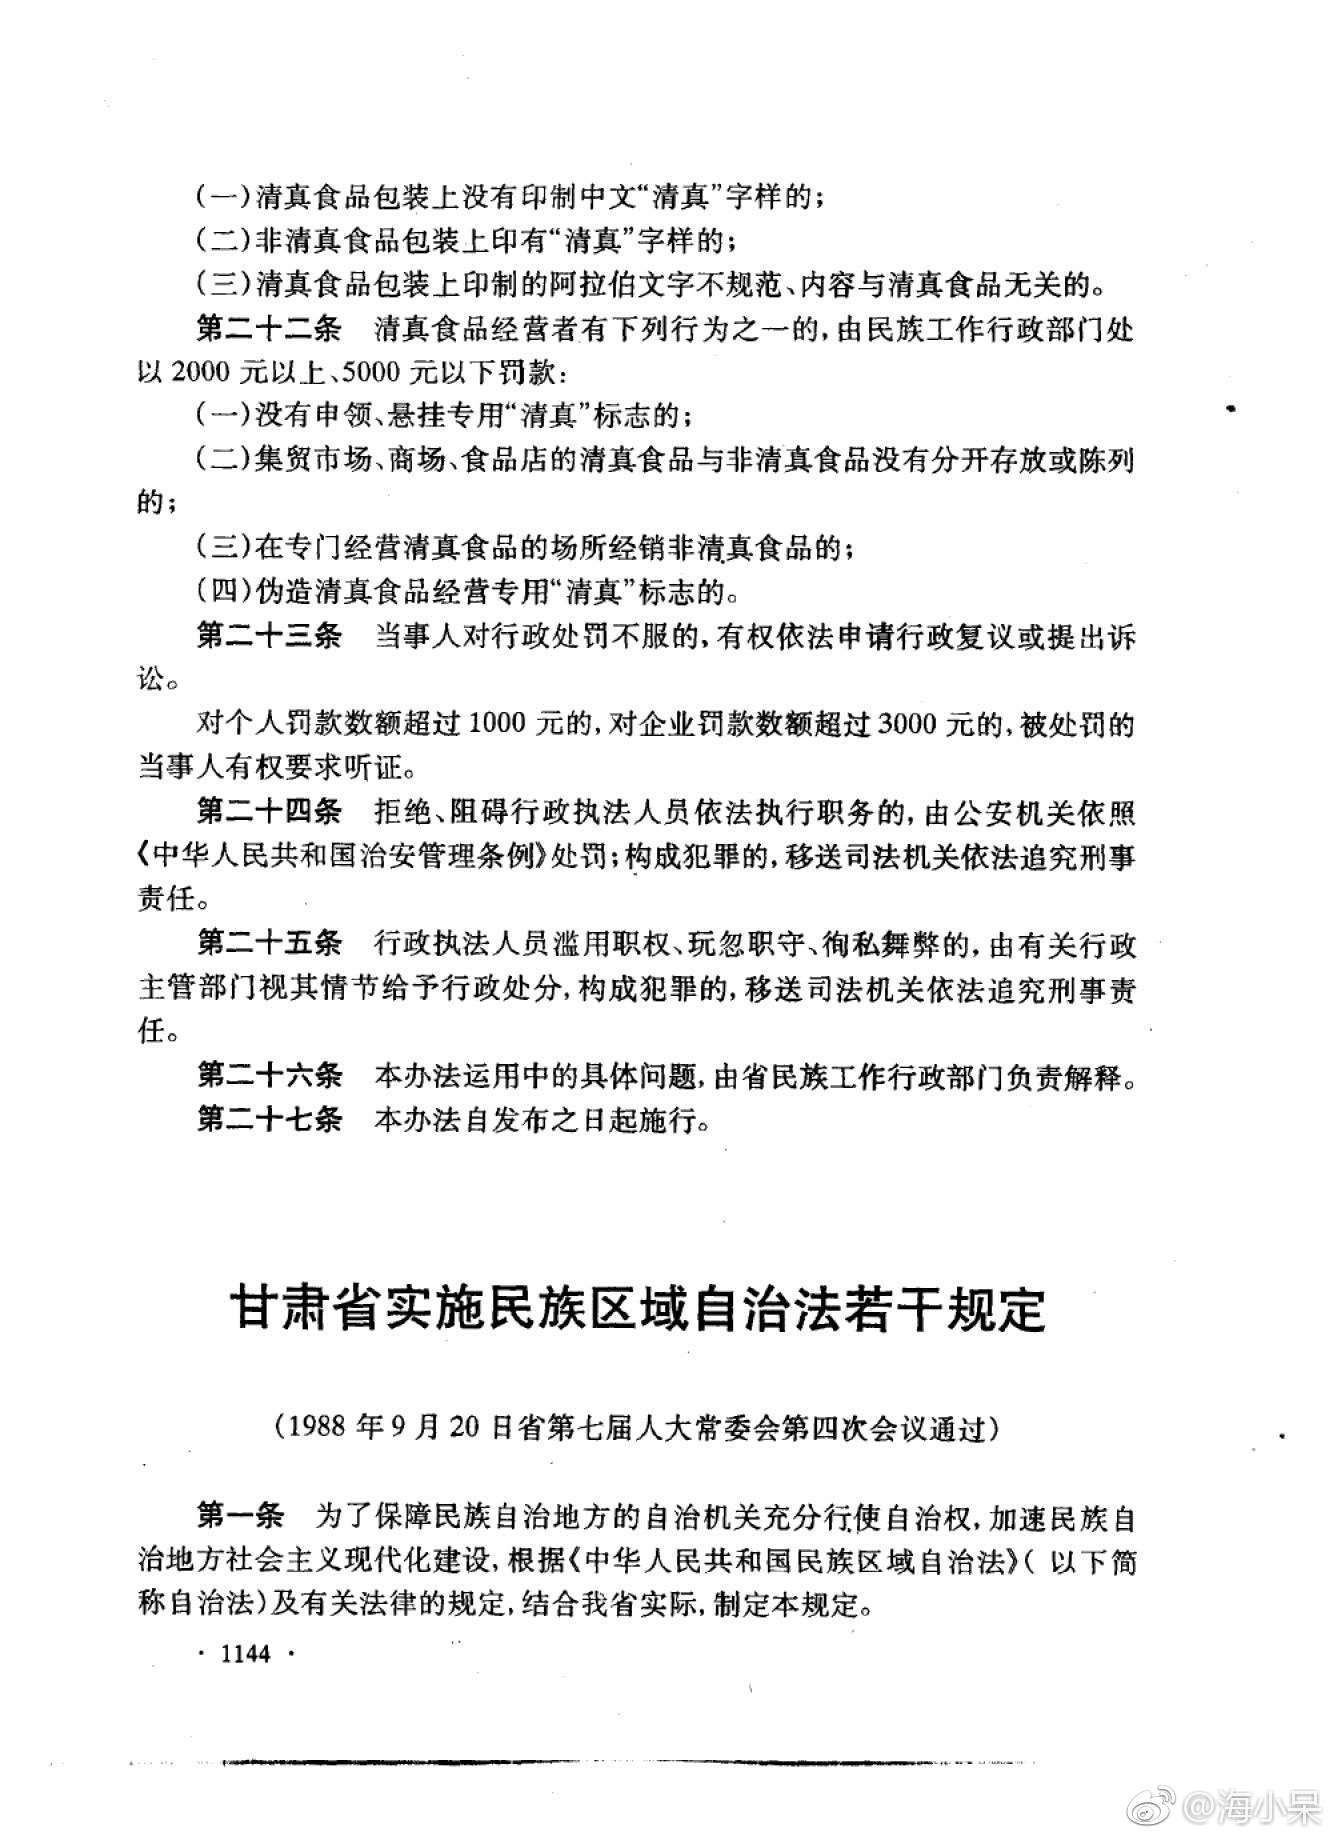 (一)清真食品包装上没有印制中文“清真”字样的;
(二)非清真食品包装上印有“清真”字样的;
(三)清真食品包装上印制的阿拉伯文字不规范、内容与清真食品无关的。
第二十二条 清真食品经营者有下列行为之一的,由民族工作行政部门处
以2000元以上、5000元以下罚款:
(一)没有申领、悬挂专用“清真”标志的;
(二)集贸市场、商场、食品店的清真食品与非清真食品没有分开存放或陈列
的;
(三)在专门经营清真食品的场所经销非清真食品的;
(四)伪造清真食品经营专用“清真”标志的。
第二十三条 当事人对行政处罚不服的,有权依法申请行政复议或提出诉
讼。
对个人罚款数额超过1000元的,对企业罚款数额超过3000元的,被处罚的
当事人有权要求听证。
第二十四条 拒绝、阻碍行政执法人员依法执行职务的,由公安机关依照
《中华人民共和国治安管理条例》处罚;构成犯罪的,移送司法机关依法追究刑事
责任。
第二十五条 行政执法人员滥用职权、玩忽职守、徇私舞弊的,由有关行政
主管部门视其情节给予行政处分,构成犯罪的,移送司法机关依法追究刑事责
任。
第二十六条 本办法运用中的具体问题,由省民族工作行政部门负责解释。
第二十七条 本办法自发布之日起施行。
甘肃省实施民族区域自治法若干规定
(1988年9月20日省第七届人大常委会第四次会议通过)
第一条 为了保障民族自治地方的自治机关充分行使自治权,加速民族自
治地方社会主义现代化建设,根据《中华人民共和国民族区域自治法》(以下简
称自治法)及有关法律的规定,结合我省实际,制定本规定。
·1144·
@海小呆